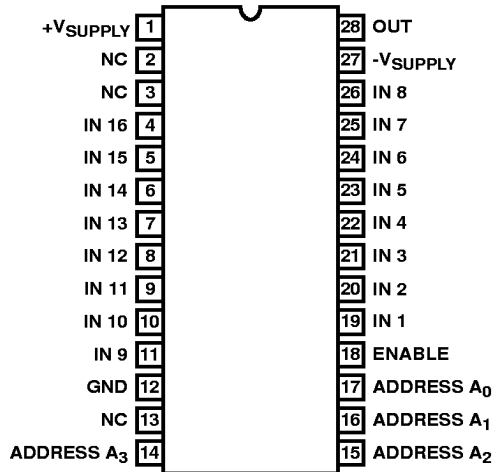 +VSUPPLY 1 28 OUT
NC 2 27 -VSUPPLY
NC 3 26 IN 8
IN 16 4 25 IN 7
IN 15 5 24 IN 6
IN 14 6 23 IN 5
IN 13 7 22 IN 4
IN 12 8 21 IN 3
IN 11 9 20 IN 2
IN 10 10 19 IN 1
IN 9 11 18 ENABLE
GND 12 17 ADDRESS A0
NC 13 16 ADDRESS A1
ADDRESS A3 14 15 ADDRESS A2